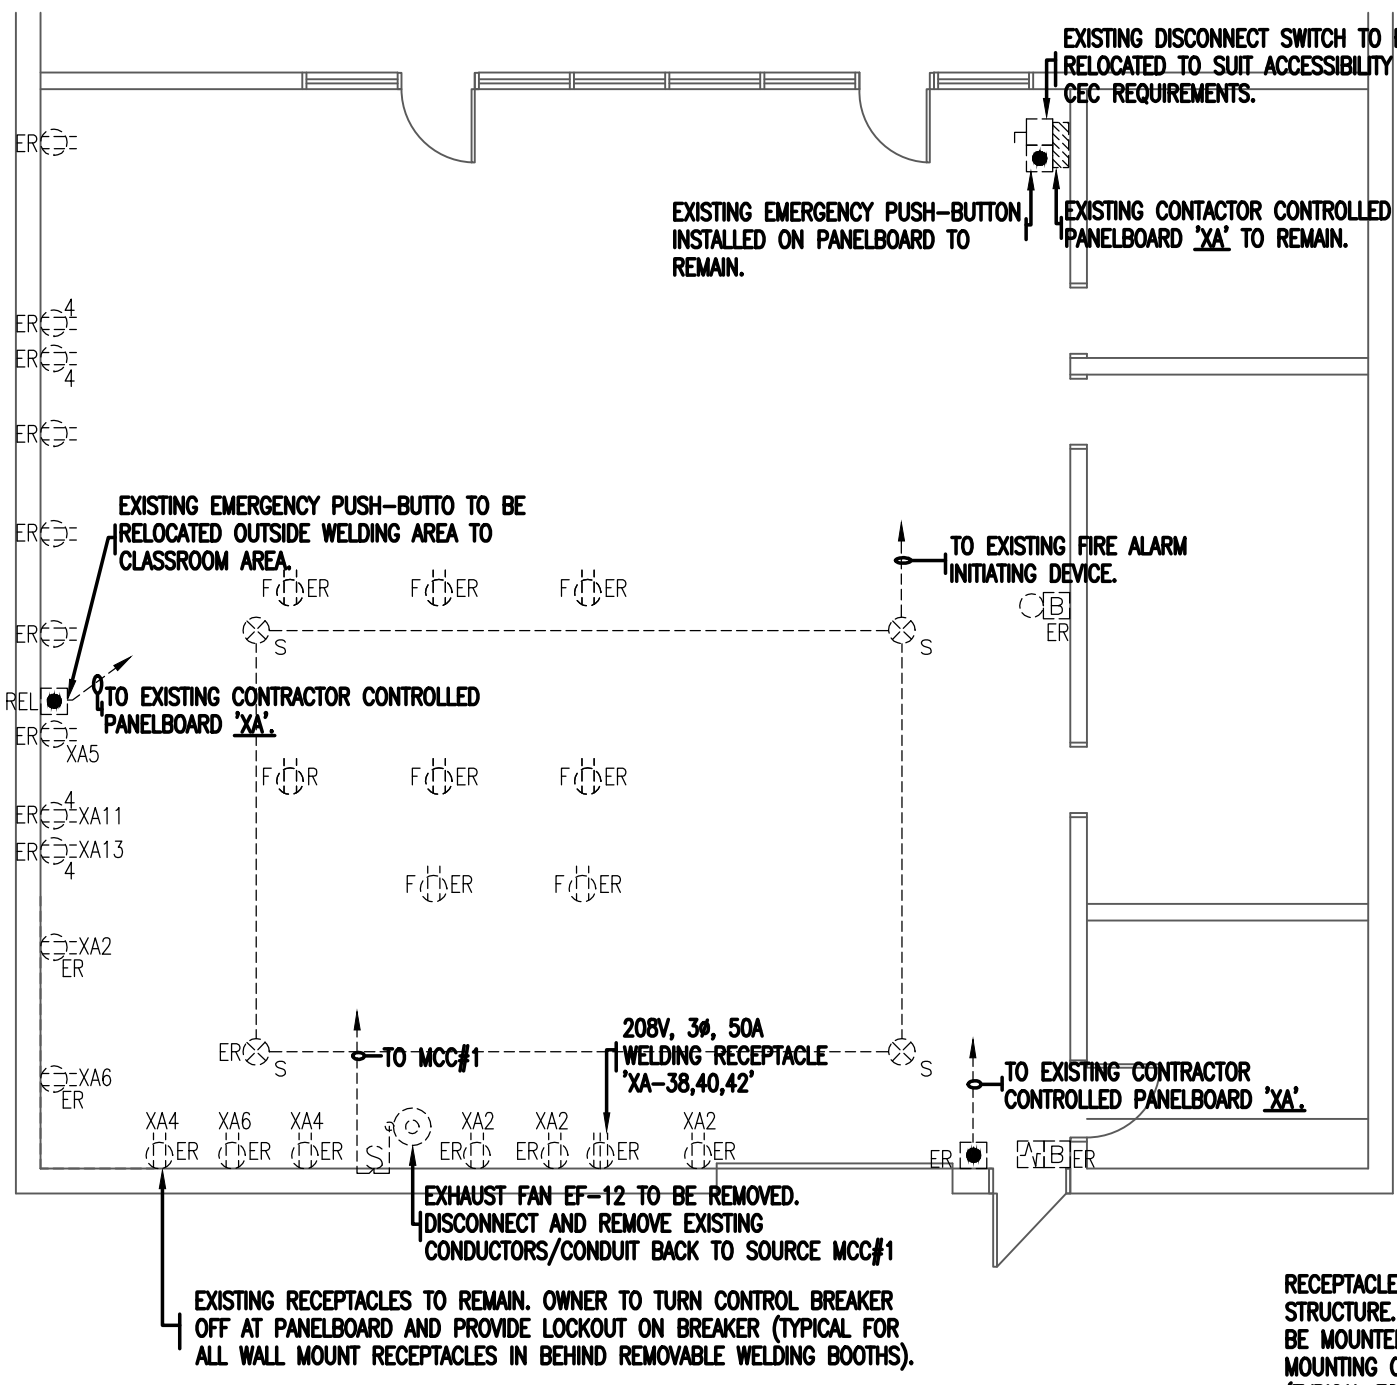 EXISTING DISCONNECT SWITCH TO
RELOCATED TO SUIT ACCESSIBILITY
CEC REQUIREMENTS.
ER
EXISTING EMERGENCY PUSH-BUTTON
INSTALLED ON PANELBOARD TO
REMAIN.
EXISTING CONTACTOR CONTROLLED
PANELBOARD 'XA' TO REMAIN.
4
ER
ER
4
ER
EXISTING EMERGENCY PUSH-BUTTO TO BE
RELOCATED OUTSIDE WELDING AREA TO
CLASSROOM AREA.
ER
TO EXISTING FIRE ALARM
INITIATING DEVICE.
F ER
F ER
F ER
B
ER
ER
S
S
REL
TO EXISTING CONTRACTOR CONTROLLED
PANELBOARD 'XA'.
ER
XA5
F R
F ER
F ER
4
ER XA11
ER XA13
4
F ER
F ER
XA2
ER
208V, 3ø, 50A
WELDING RECEPTACLE
'XA-38,40,42'
ER
S
TO MCC#1
S
TO EXISTING CONTRACTOR
CONTROLLED PANELBOARD 'XA'.
XA6
ER
XA4
ER
XA6
ER
XA4
ER
S
XA2
ER
XA2
ER
XA2
ER
ER
A
B
ER
EXHAUST FAN EF-12 TO BE REMOVED.
DISCONNECT AND REMOVE EXISTING
CONDUCTORS/CONDUIT BACK TO SOURCE MCC#1
EXISTING RECEPTACLES TO REMAIN. OWNER TO TURN CONTROL BREAKER
OFF AT PANELBOARD AND PROVIDE LOCKOUT ON BREAKER (TYPICAL FOR
ALL WALL MOUNT RECEPTACLES IN BEHIND REMOVABLE WELDING BOOTHS).
RECEPTACLE
STRUCTURE.
BE MOUNTE
MOUNTING